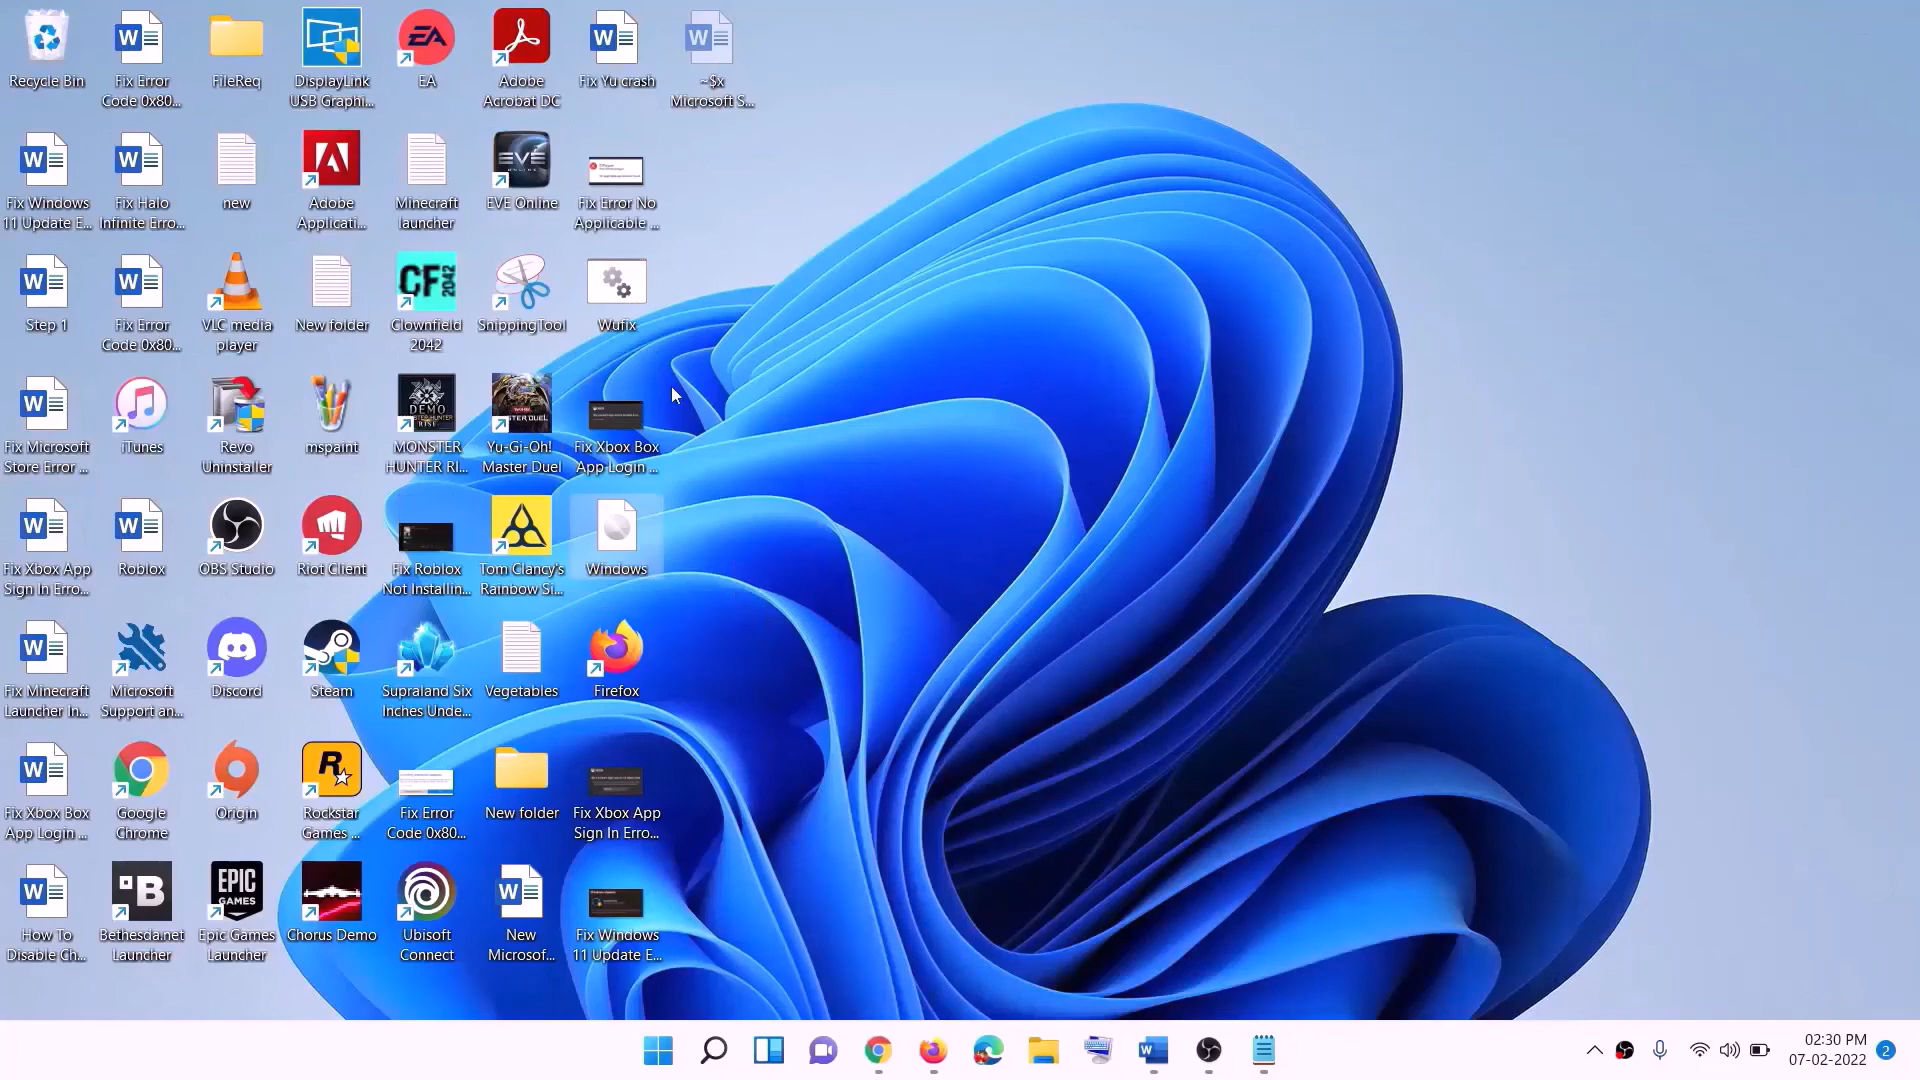 Recycle Bin
Fix Error
Code 0x80...
FileReq
DisplayLink
USB Graphi...
EA
Adobe
Acrobat DC
Fix Yu crash
~$x
Microsoft S...
Fix Windows
11 Update E...
Fix Halo
Infinite Erro...
new
Adobe
Applicati...
Minecraft
launcher
EVE Online
Fix Error No
Applicable ...
Step 1
Fix Error
Code 0x80...
VLC media
player
New folder
Clownfield
2042
SnippingTool
Wufix
Fix Microsoft
Store Error ...
iTunes
Revo
Uninstaller
mspaint
MONSTER
HUNTER RI...
Yu-Gi-Oh!
Master Duel
Fix Xbox Box
App Login ...
Fix Xbox App
Sign In Erro...
Roblox
OBS Studio
Riot Client
Fix Roblox
Not Installin...
Tom Clancy's
Rainbow Si...
Windows
Fix Minecraft
Launcher In...
Microsoft
Support an...
Discord
Steam
Supraland Six
Inches Unde...
Vegetables
Firefox
Fix Xbox Box
App Login ...
Google
Chrome
Origin
Rockstar
Games ...
Fix Error
Code 0x80...
New folder
Fix Xbox App
Sign In Erro...
How To
Disable Ch...
Bethesda.net
Launcher
EPIC
GAMES
Epic Games
Launcher
Chorus Demo
Ubisoft
Connect
New
Microsof...
Fix Windows
11 Update E...
02:30 PM
07-02-2022
2